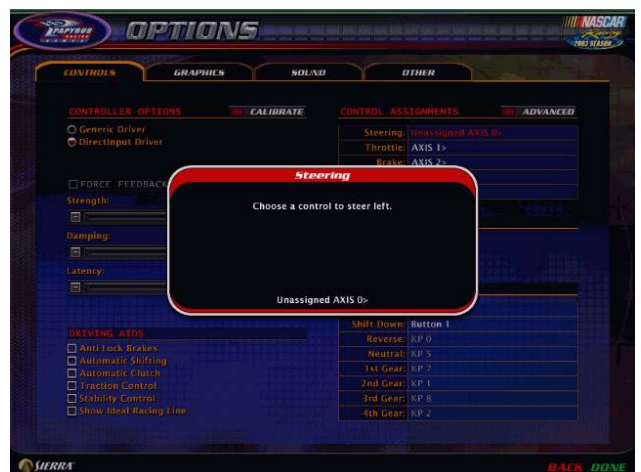 PAPYRUS
RACING
GAMES
OPTIONS
NASCAR
Racing
2003 SEASON
CONTROLS
GRAPHICS
SOUND
OTHER
CONTROLLER OPTIONS
CALIBRATE
Generic Driver
DirectInput Driver
FORCE FEEDBACK
Strength:
Damping:
Latency:
DRIVING AIDS
Anti Lock Brakes
Automatic Shifting
Automatic Clutch
Traction Control
Stability Control
Show Ideal Racing Line
CONTROL ASSIGNMENTS
ADVANCED
Steering: Unassigned AXIS 0>
Throttle: AXIS 1>
Brake: AXIS 2>
Steering
Choose a control to steer left.
Unassigned AXIS 0>
Shift Down: Button 1
Reverse: KP 0
Neutral: KP 5
1st Gear: KP 7
2nd Gear: KP 1
3rd Gear: KP 8
4th Gear: KP 2
SIERRA
BACK
DONE